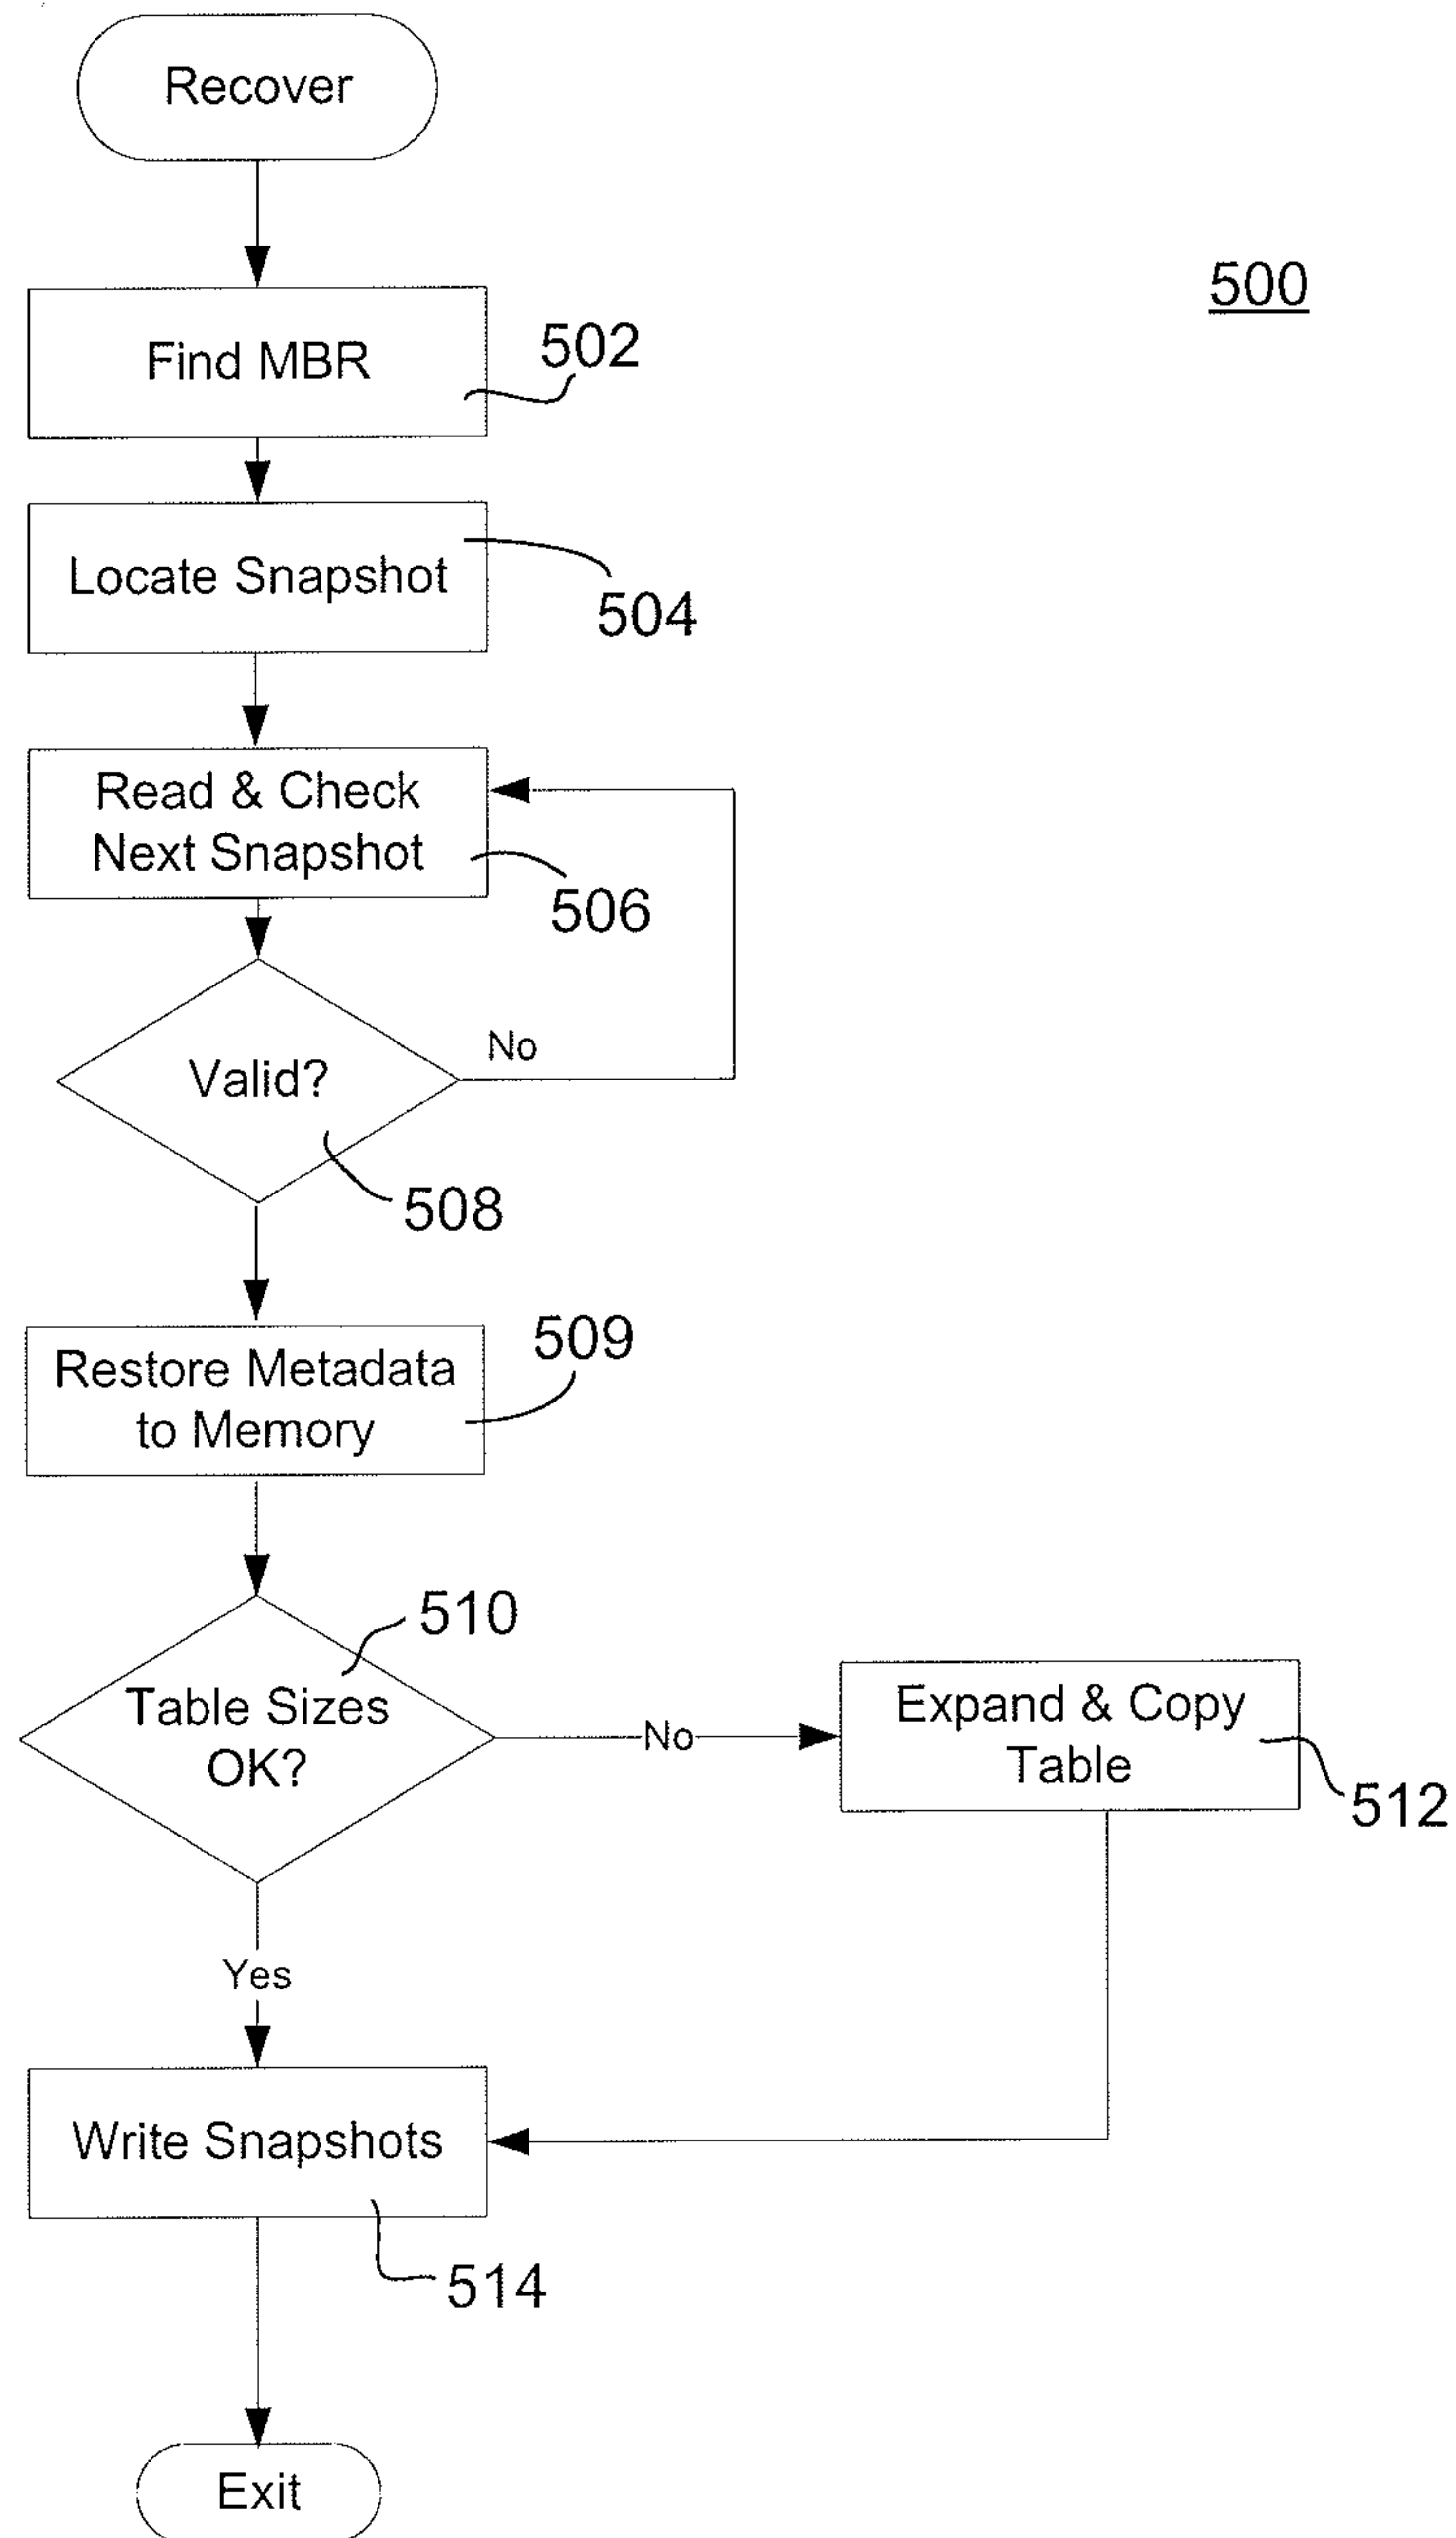 Recover
500
Find MBR
502
Locate Snapshot
504
Read & Check
Next Snapshot
506
Valid?
No
508
Restore Metadata
to Memory
509
Table Sizes
OK?
510
No
Expand & Copy
Table
512
Yes
Write Snapshots
514
Exit